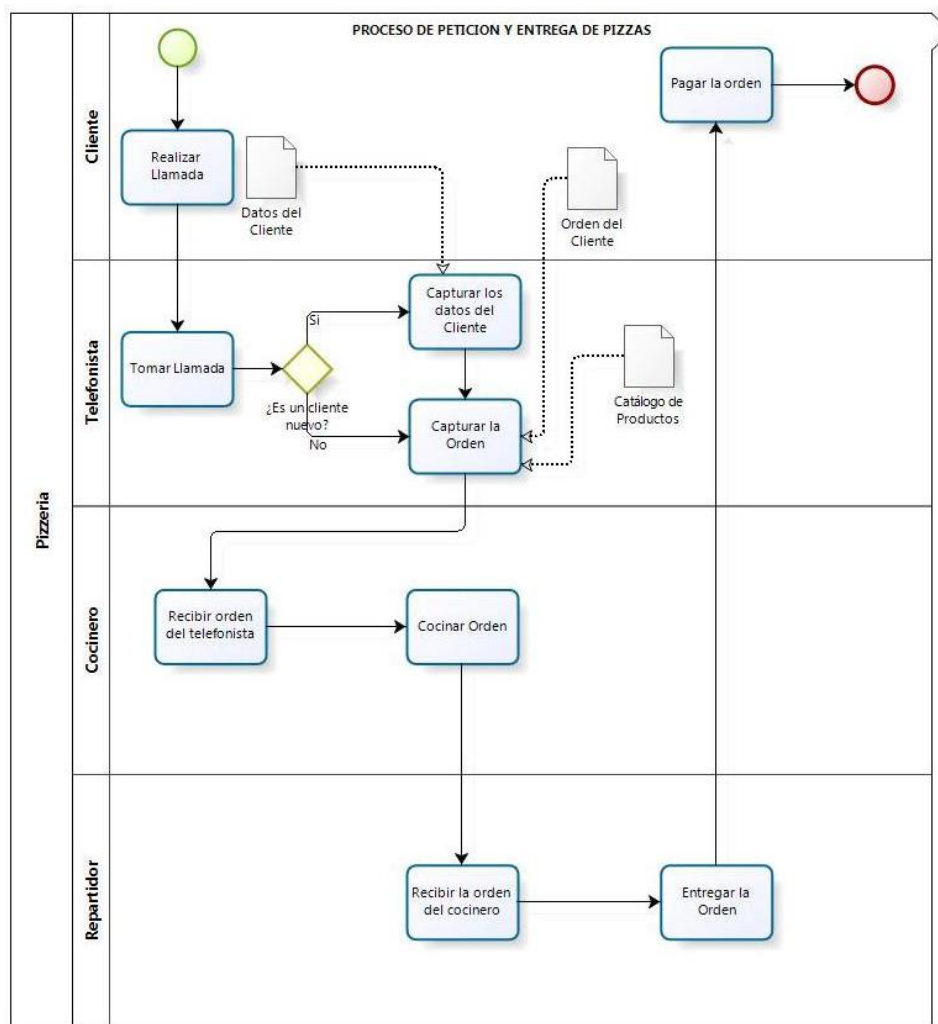 PROCESO DE PETICION Y ENTREGA DE PIZZAS
Pizzeria
Cliente
Realizar
Llamada
Datos del
Cliente
Orden del
Cliente
Pagar la orden
Telefonista
Tomar Llamada
¿Es un cliente
nuevo?
Si
No
Capturar los
datos del
Cliente
Capturar la
Orden
Catálogo de
Productos
Cocinero
Recibir orden
del telefonista
Cocinar Orden
Repartidor
Recibir la orden
del cocinero
Entregar la
Orden